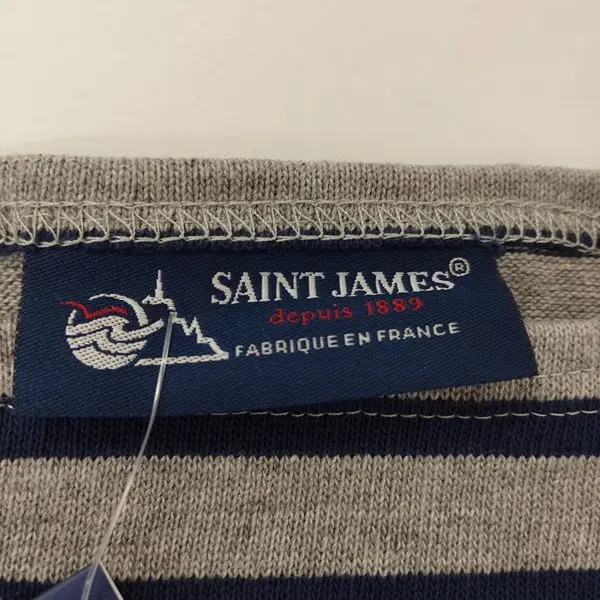 SAINT JAMES®
depuis 1889
FABRIQUE EN FRANCE